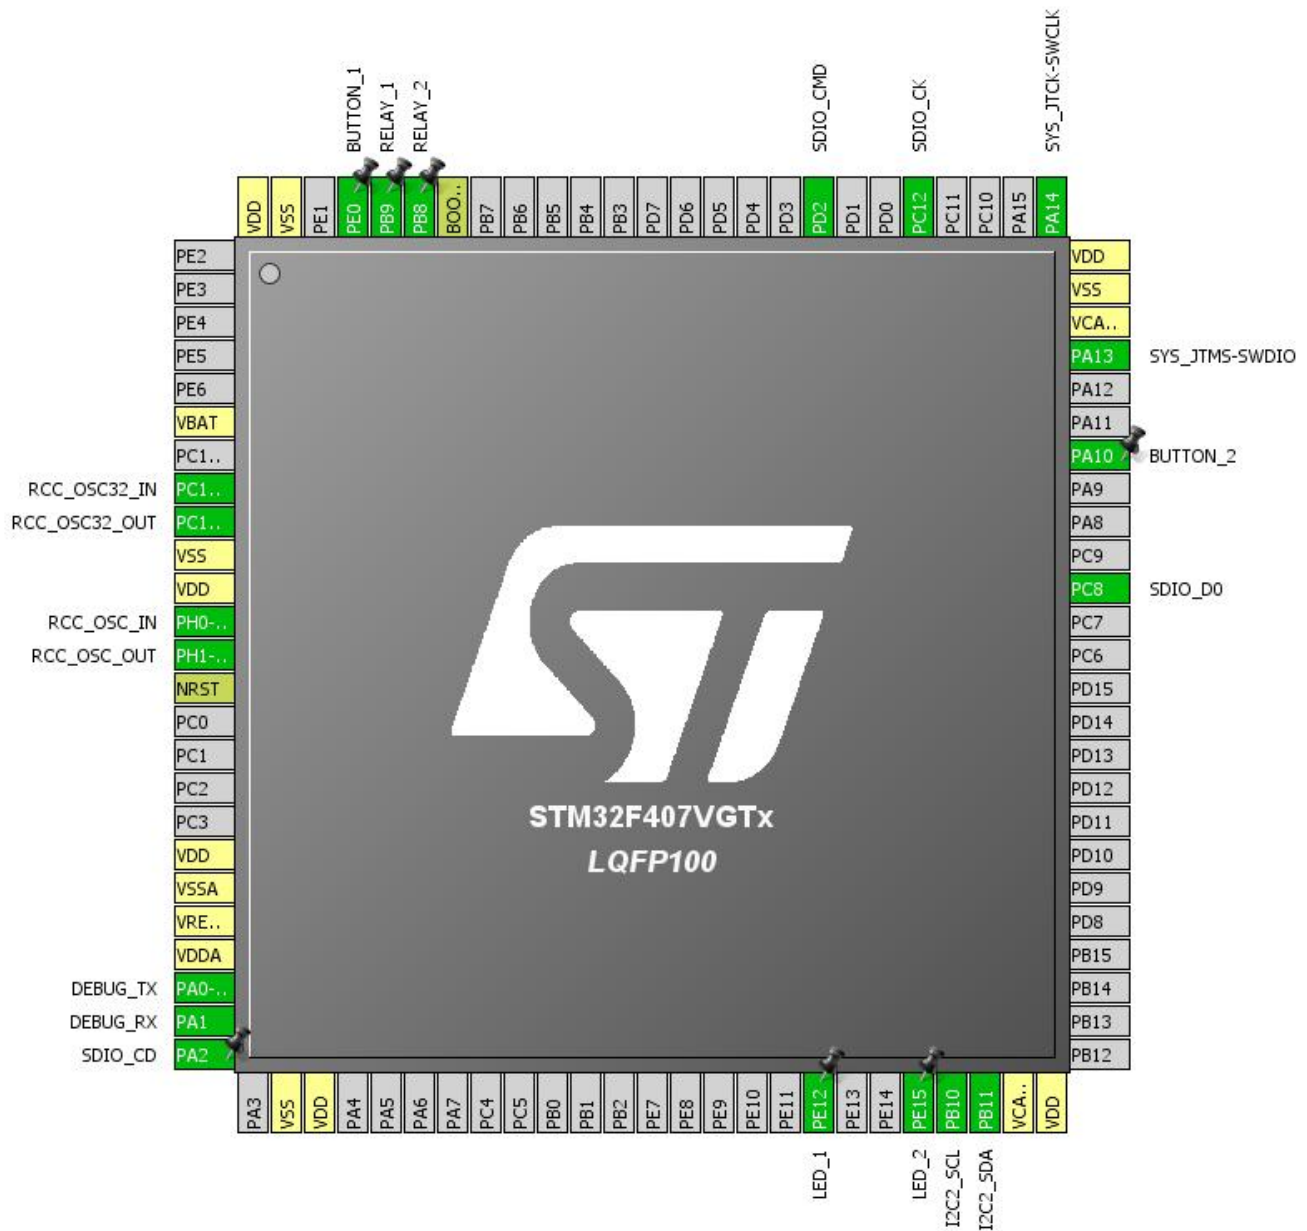 BUTTON_1
RELAY_1
RELAY_2
SDIO_CMD
SDIO_CK
SYS_JTCK-SWCLK
VDD
VSS
PE1
PE0
PB9
PB8
BOO..
PB7
PB6
PB5
PB4
PB3
PD7
PD6
PD5
PD4
PD3
PD2
PD1
PD0
PC12
PC11
PC10
PA15
PA14
PE2
PE3
PE4
PE5
PE6
VBAT
PC1..
RCC_OSC32_IN PC1..
RCC_OSC32_OUT PC1..
VSS
VDD
RCC_OSC_IN PH0-..
RCC_OSC_OUT PH1-..
NRST
PC0
PC1
PC2
PC3
VDD
VSSA
VRE..
VDDA
DEBUG_TX PA0-..
DEBUG_RX PA1
SDIO_CD PA2
STM32F407VGTx
LQFP100
VDD
VSS
VCA..
PA13 SYS_JTMS-SWDIO
PA12
PA11
PA10 BUTTON_2
PA9
PA8
PC9
PC8 SDIO_D0
PC7
PC6
PD15
PD14
PD13
PD12
PD11
PD10
PD9
PD8
PB15
PB14
PB13
PB12
PA3
VSS
VDD
PA4
PA5
PA6
PA7
PC4
PC5
PB0
PB1
PB2
PE7
PE8
PE9
PE10
PE11
PE12
PE13
PE14
PE15
PB10
PB11
VCA..
VDD
LED_1
LED_2
I2C2_SCL
I2C2_SDA